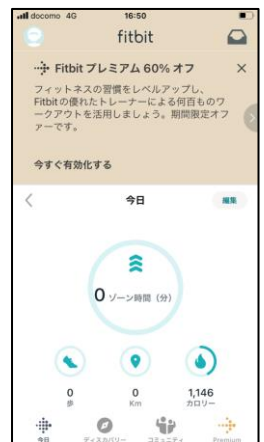 docomo 4G 16:50
fitbit
Fitbit プレミアム 60% オフ
フィットネスの習慣をレベルアップし、
Fitbitの優れたトレーナーによる何百ものワ
ークアウトを活用しましょう。期間限定オフ
ァーです。
今すぐ有効化する
今日 編集
0 ゾーン時間（分）
0 0 1,146
歩 Km カロリー
今日 ディスカバリー コミュニティ Premium